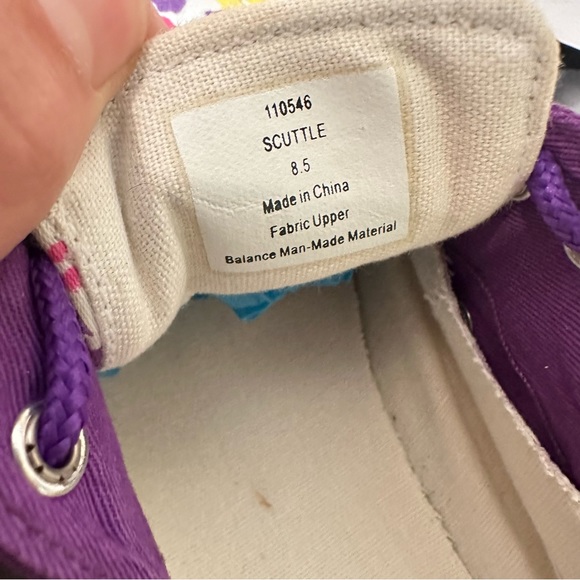 110546
SCUTTLE
8.5
Made in China
Fabric Upper
Balance Man-Made Material